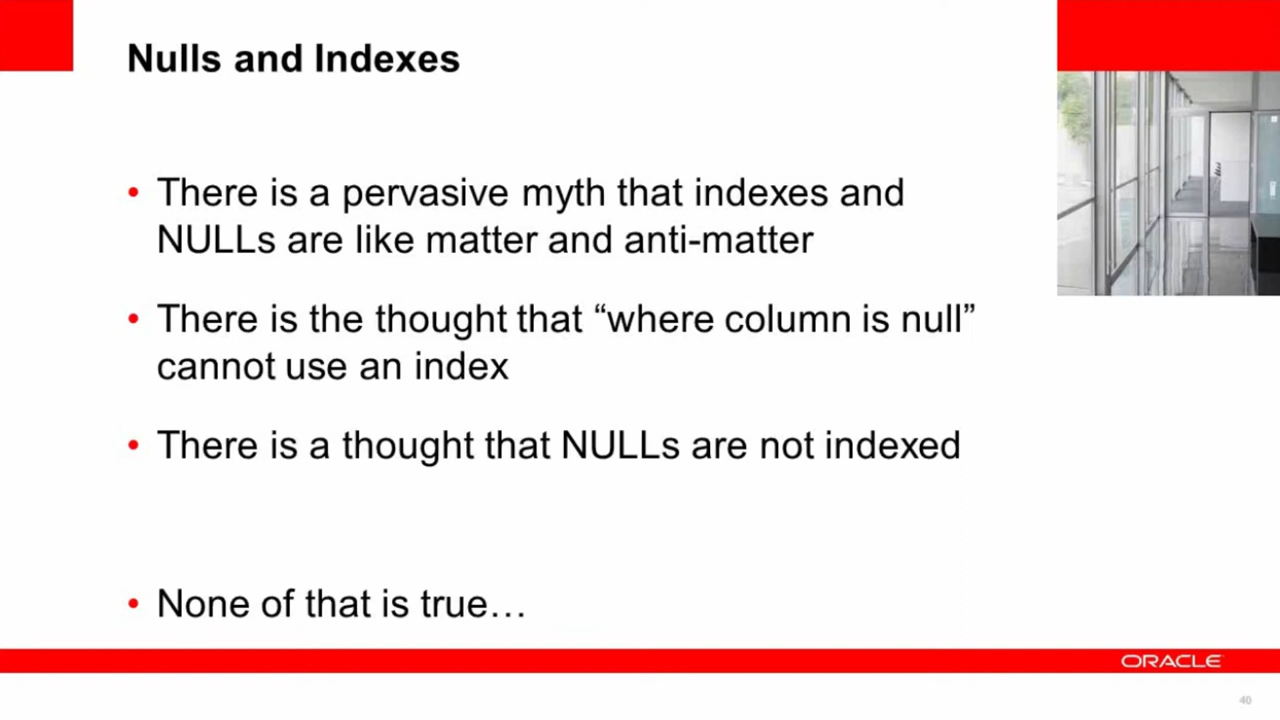 Nulls and Indexes
• There is a pervasive myth that indexes and
NULLs are like matter and anti-matter
• There is the thought that “where column is null”
cannot use an index
• There is a thought that NULLs are not indexed
• None of that is true…
ORACLE
40